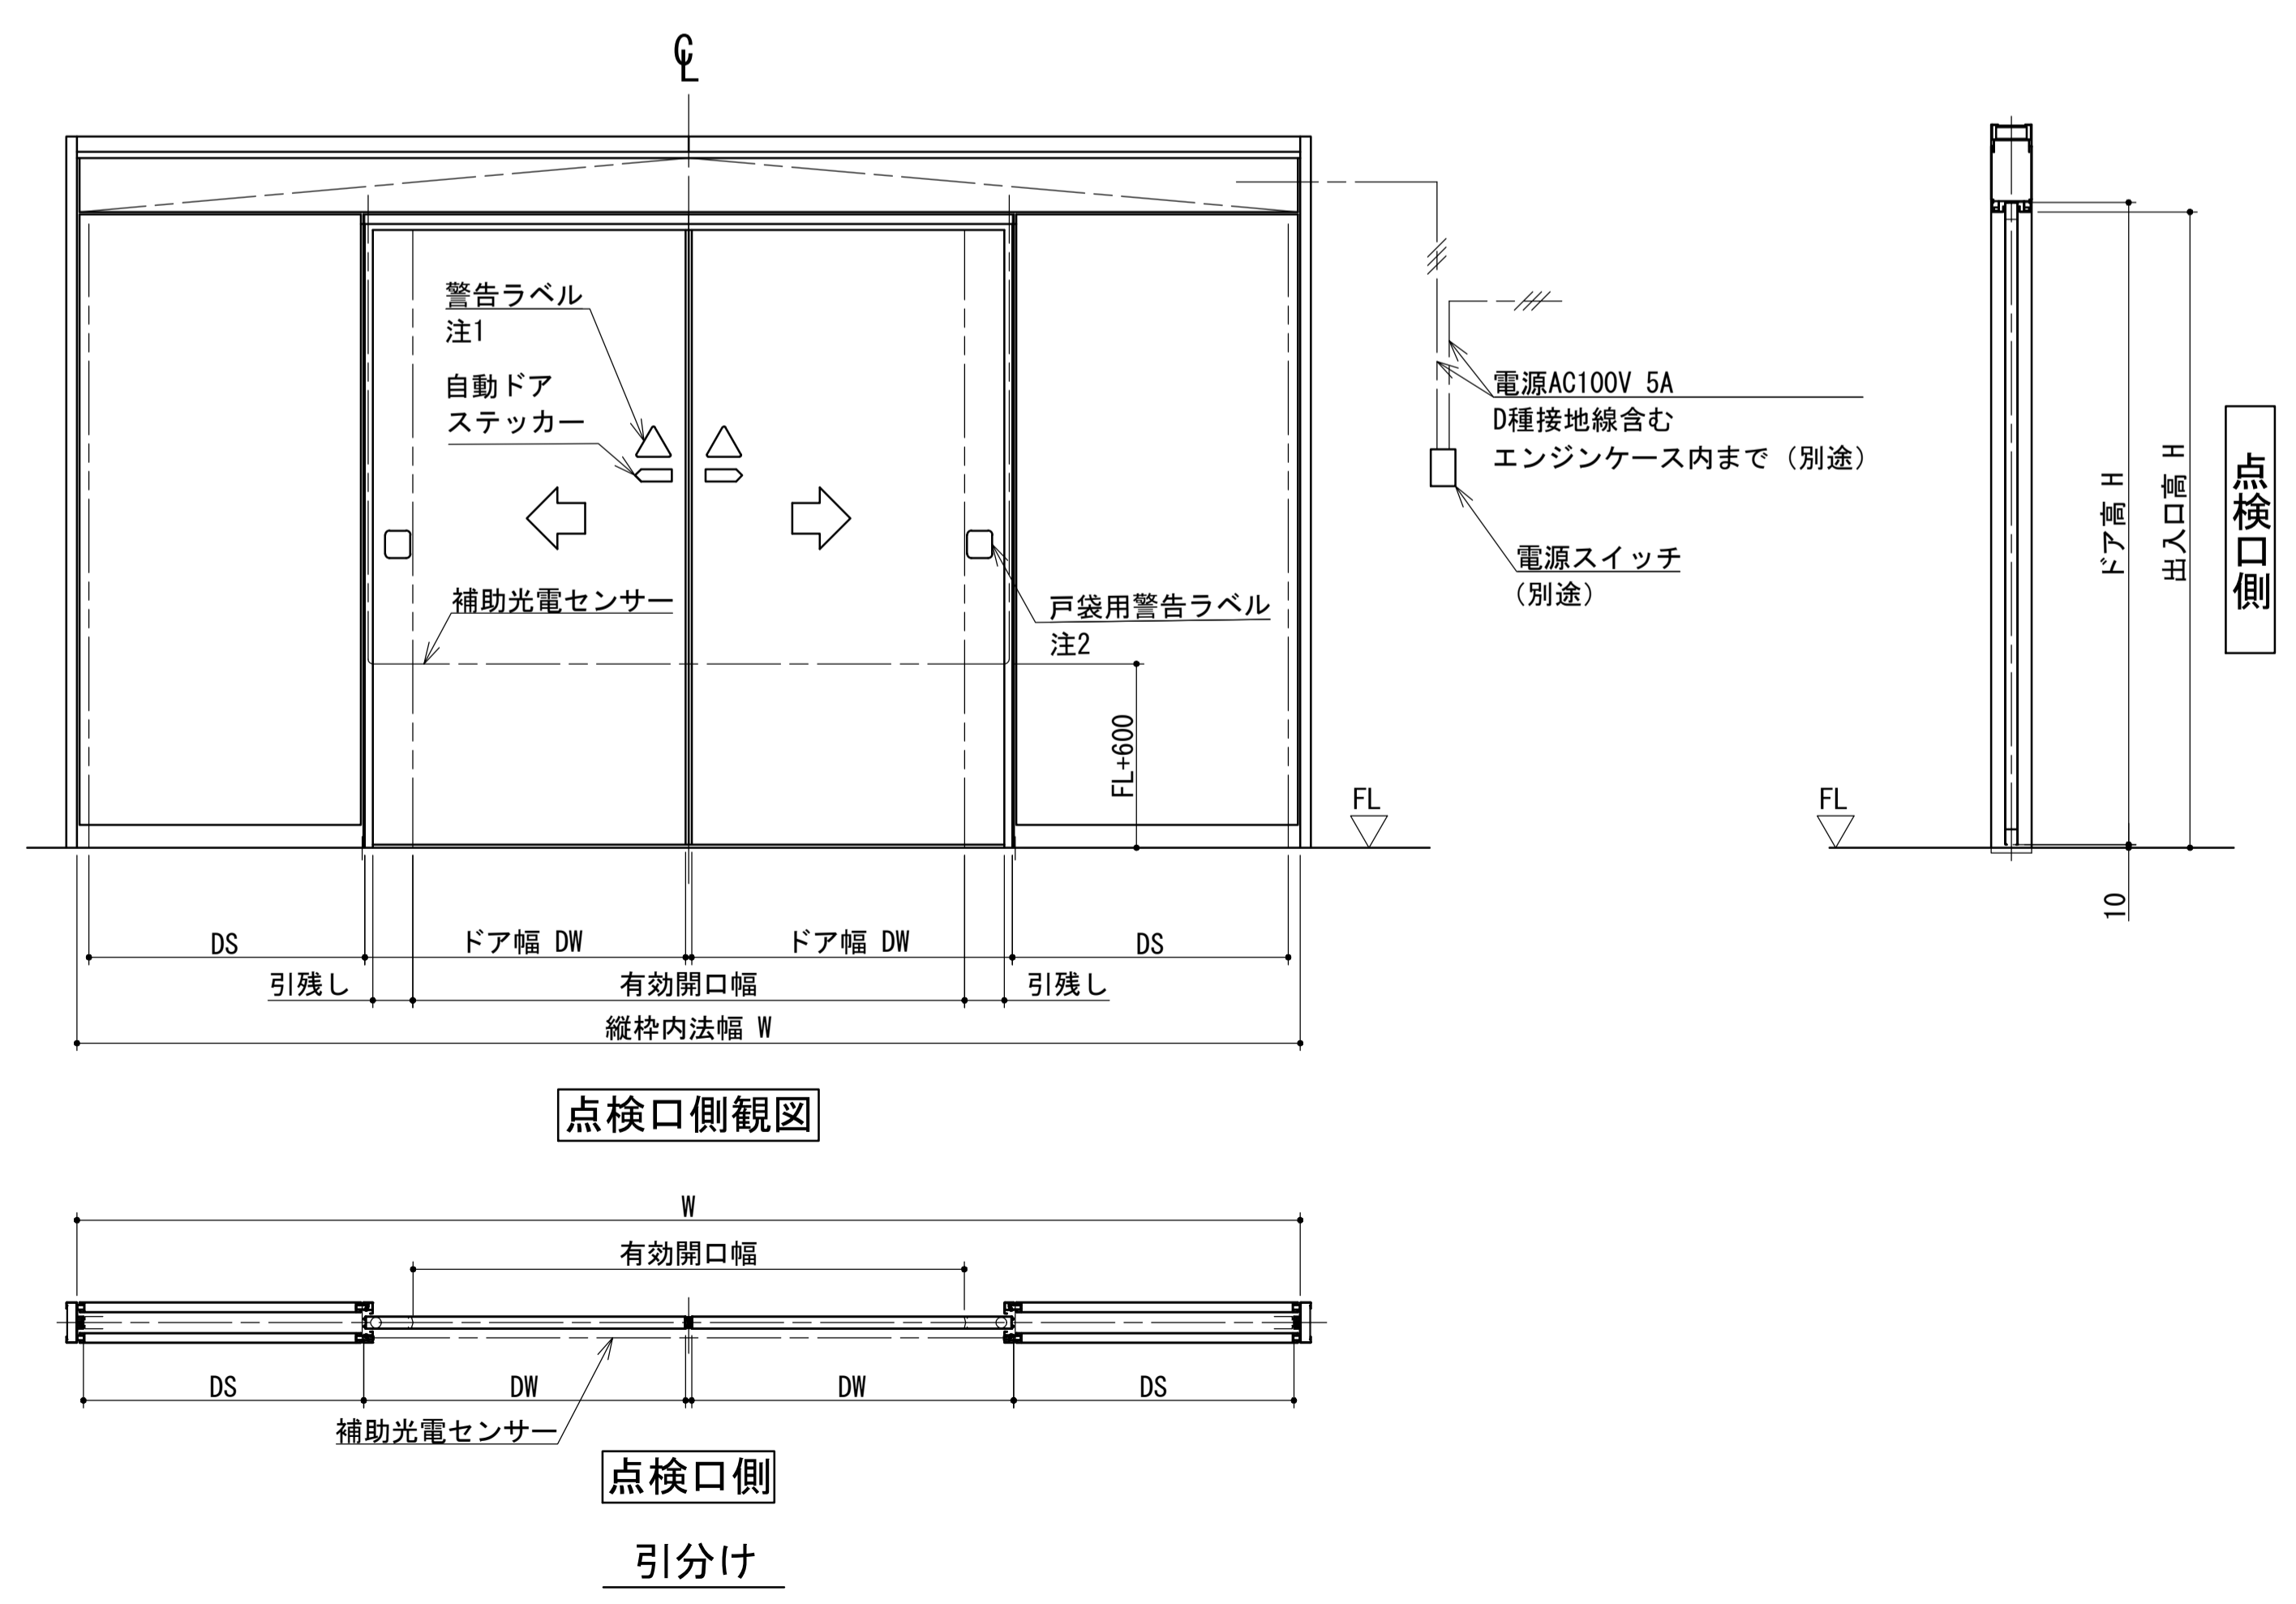 CL
警告ラベル
注1
自動ドア
ステッカー
補助光電センサー
戸袋用警告ラベル
注2
FL+600
電源AC100V 5A
D種接地線含む
エンジンケース内まで（別途）
電源スイッチ
（別途）
FL
FL
ドア高 H
出入口高 H
点検口側
10
DS
ドア幅 DW
ドア幅 DW
DS
引残し
有効開口幅
引残し
縦枠内法幅 W
点検口側観図
W
有効開口幅
DS
DW
DW
DS
補助光電センサー
点検口側
引分け